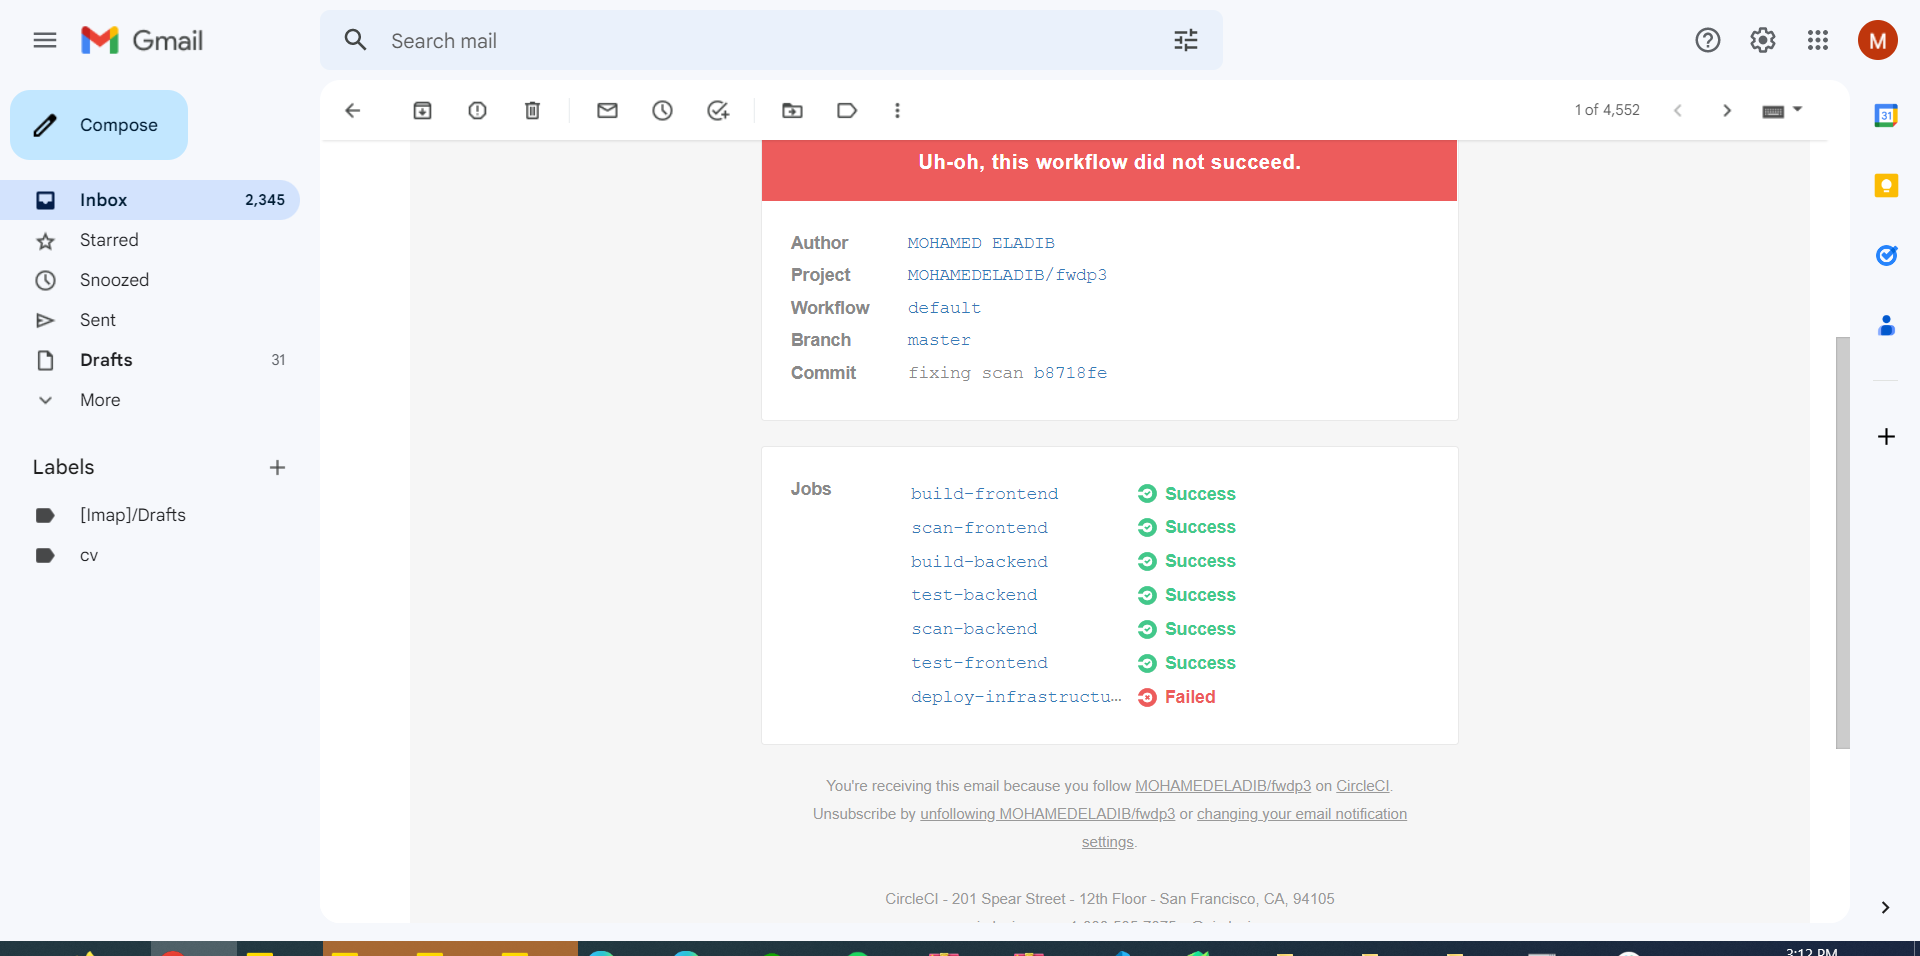 Gmail
Search mail
M
Compose
1 of 4,552
Inbox 2,345
Starred
Snoozed
Sent
Drafts 31
More
Labels
[Imap]/Drafts
cv
Uh-oh, this workflow did not succeed.
Author MOHAMED ELADIB
Project MOHAMEDELADIB/fwdp3
Workflow default
Branch master
Commit fixing scan b8718fe
Jobs
build-frontend Success
scan-frontend Success
build-backend Success
test-backend Success
scan-backend Success
test-frontend Success
deploy-infrastructu... Failed
You're receiving this email because you follow MOHAMEDELADIB/fwdp3 on CircleCI.
Unsubscribe by unfollowing MOHAMEDELADIB/fwdp3 or changing your email notification
settings.
CircleCI - 201 Spear Street - 12th Floor - San Francisco, CA, 94105
31
3:12 PM